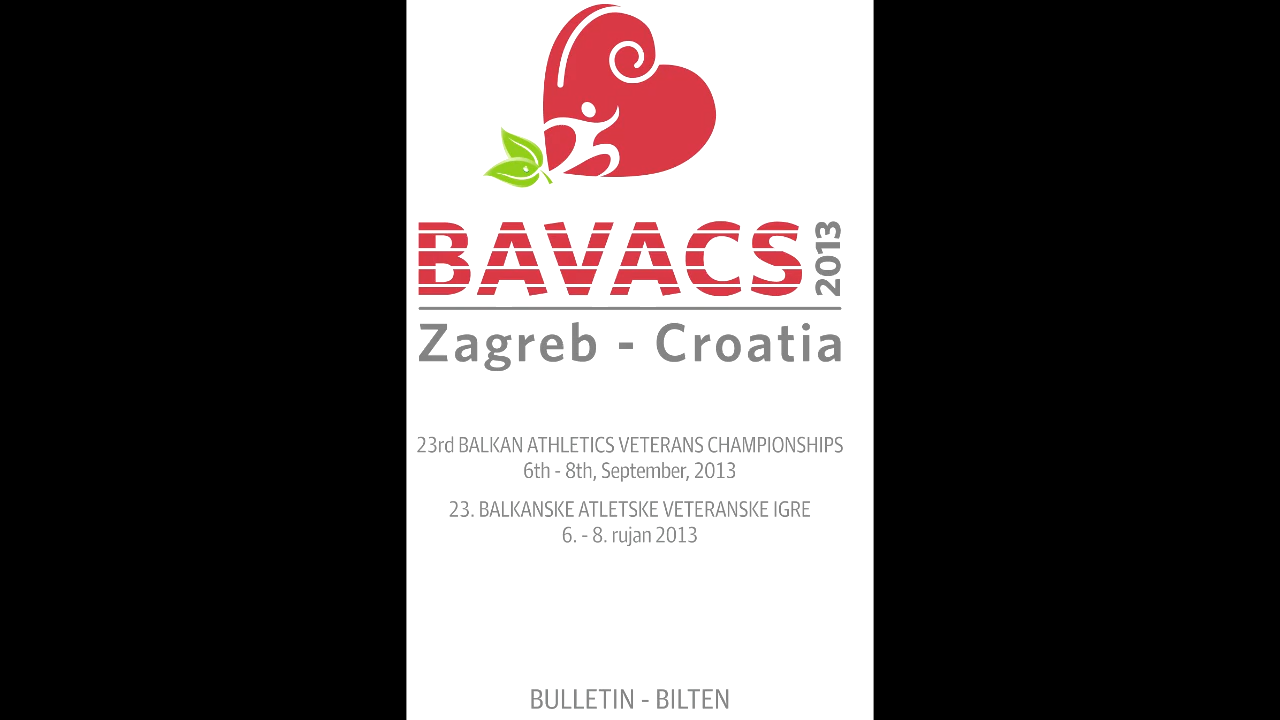 BAVACS 2013
Zagreb - Croatia
23rd BALKAN ATHLETICS VETERANS CHAMPIONSHIPS
6th - 8th, September, 2013
23. BALKANSKE ATLETSKE VETERANSKE IGRE
6. - 8. rujan 2013
BULLETIN - BILTEN